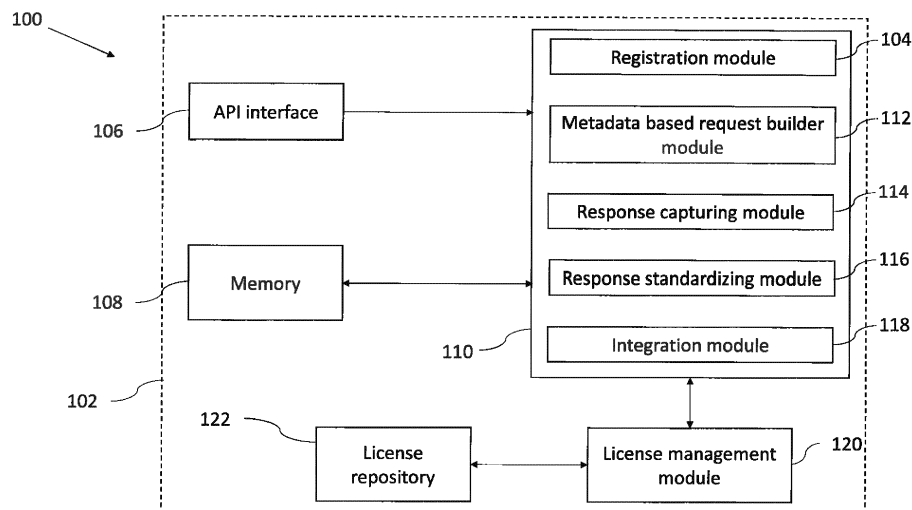 100
Registration module
104
API interface
106
Metadata based request builder
module
112
Response capturing module
114
Memory
108
Response standardizing module
116
Integration module
118
110
102
122
License
repository
License management
module
120